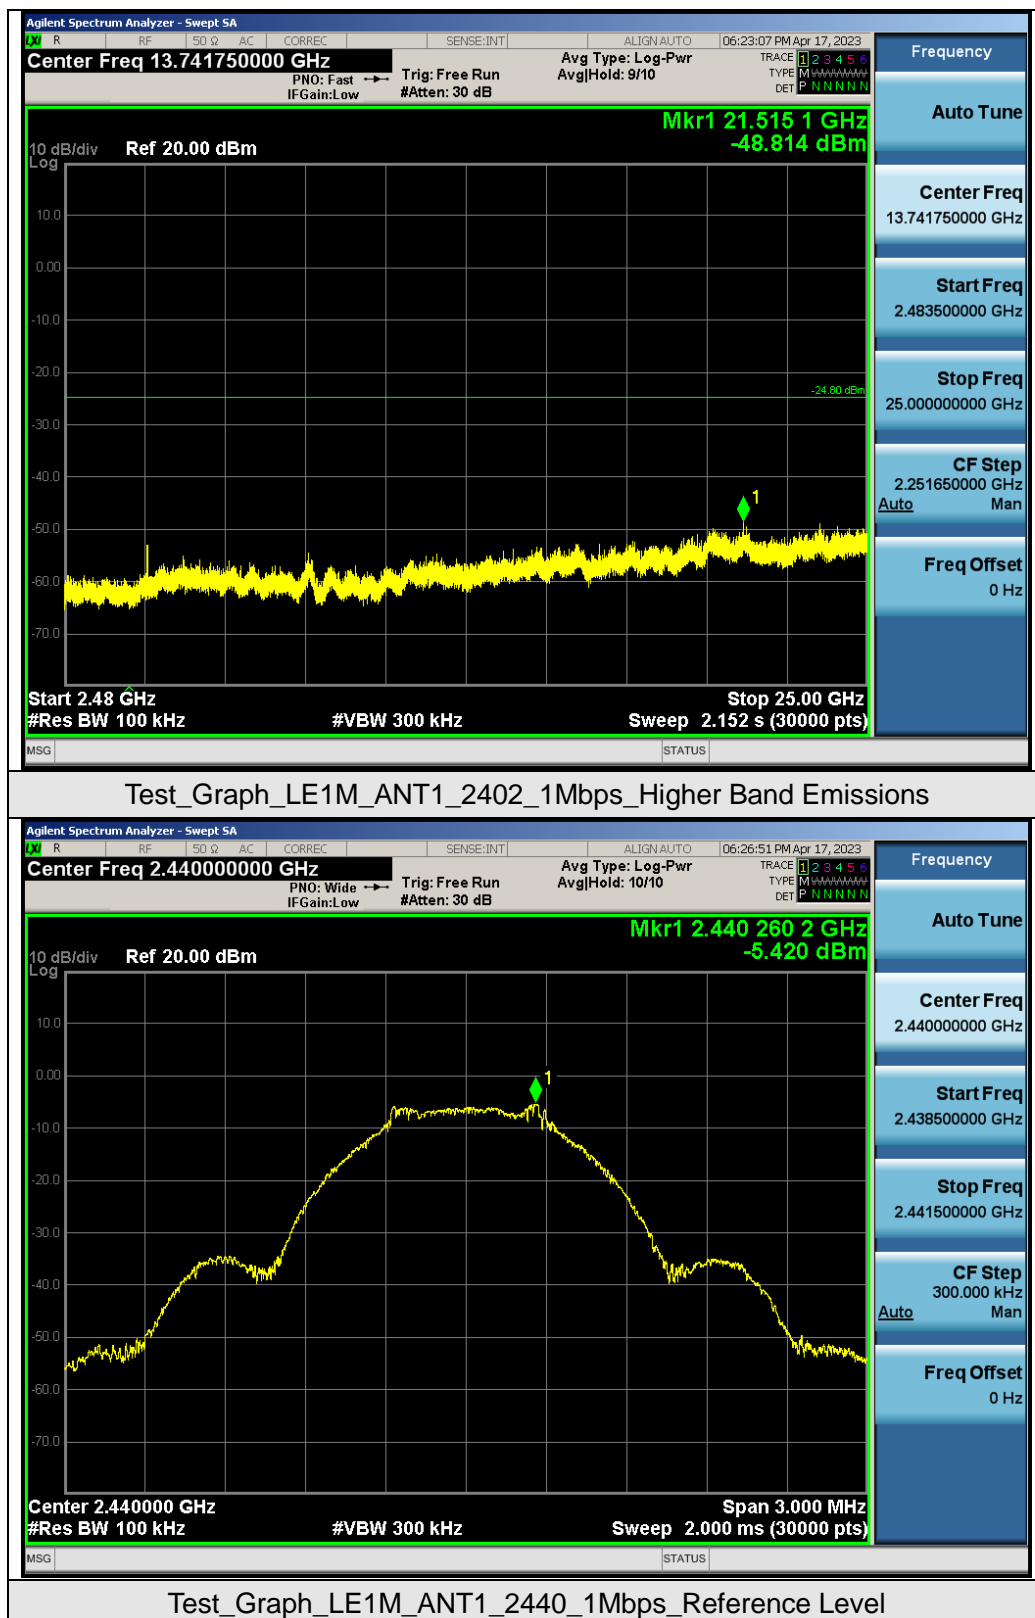 Agilent Spectrum Analyzer - Swept SA
LXI R RF 50 Ω AC CORREC SENSE:INT ALIGN AUTO 06:23:07 PM Apr 17, 2023
Center Freq 13.741750000 GHz
PNO: Fast
IFGain:Low
Trig: Free Run
#Atten: 30 dB
Avg Type: Log-Pwr
Avg|Hold: 9/10
TRACE 1 2 3 4 5 6
TYPE M
DET P N N N N N
Mkr1 21.515 1 GHz
-48.814 dBm
10 dB/div Ref 20.00 dBm
Log
10.0
0.00
-10.0
-20.0
-24.80 dBm
-30.0
-40.0
1
-50.0
-60.0
-70.0
Start 2.48 GHz Stop 25.00 GHz
#Res BW 100 kHz #VBW 300 kHz Sweep 2.152 s (30000 pts)
MSG STATUS
Frequency
Auto Tune
Center Freq
13.741750000 GHz
Start Freq
2.483500000 GHz
Stop Freq
25.000000000 GHz
CF Step
2.251650000 GHz
Auto Man
Freq Offset
0 Hz
Test_Graph_LE1M_ANT1_2402_1Mbps_Higher Band Emissions
Agilent Spectrum Analyzer - Swept SA
LXI R RF 50 Ω AC CORREC SENSE:INT ALIGN AUTO 06:26:51 PM Apr 17, 2023
Center Freq 2.440000000 GHz
PNO: Wide
IFGain:Low
Trig: Free Run
#Atten: 30 dB
Avg Type: Log-Pwr
Avg|Hold: 10/10
TRACE 1 2 3 4 5 6
TYPE M
DET P N N N N N
Mkr1 2.440 260 2 GHz
-5.420 dBm
10 dB/div Ref 20.00 dBm
Log
10.0
0.00
1
-10.0
-20.0
-30.0
-40.0
-50.0
-60.0
-70.0
Center 2.440000 GHz Span 3.000 MHz
#Res BW 100 kHz #VBW 300 kHz Sweep 2.000 ms (30000 pts)
MSG STATUS
Frequency
Auto Tune
Center Freq
2.440000000 GHz
Start Freq
2.438500000 GHz
Stop Freq
2.441500000 GHz
CF Step
300.000 kHz
Auto Man
Freq Offset
0 Hz
Test_Graph_LE1M_ANT1_2440_1Mbps_Reference Level